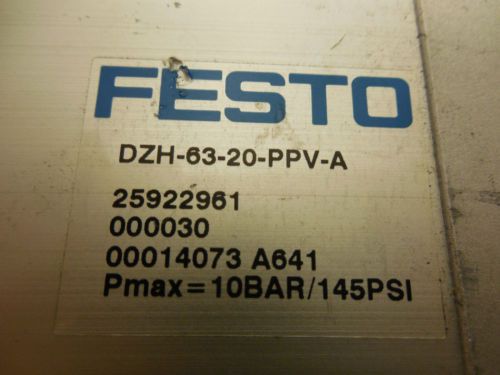 FESTO
DZH-63-20-PPV-A
25922961
000030
00014073 A641
Pmax=10BAR/145PSI